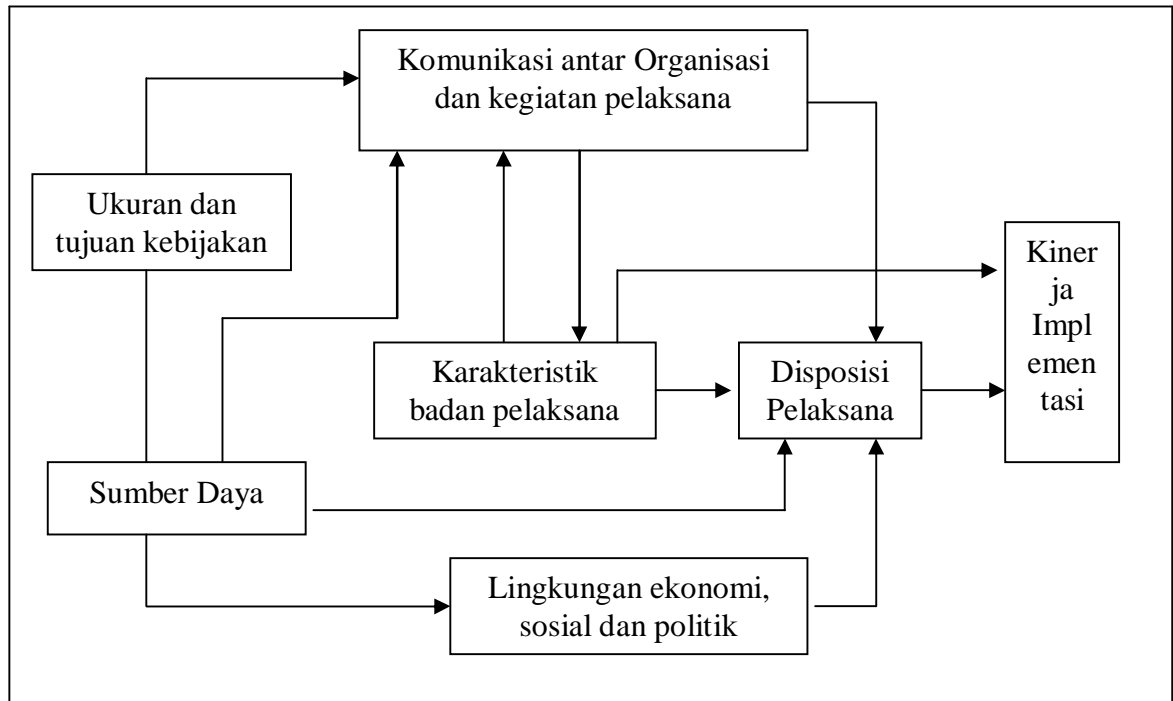 Komunikasi antar Organisasi
dan kegiatan pelaksana
Ukuran dan
tujuan kebijakan
Kiner
ja
Impl
emen
tasi
Karakteristik
badan pelaksana
Disposisi
Pelaksana
Sumber Daya
Lingkungan ekonomi,
sosial dan politik